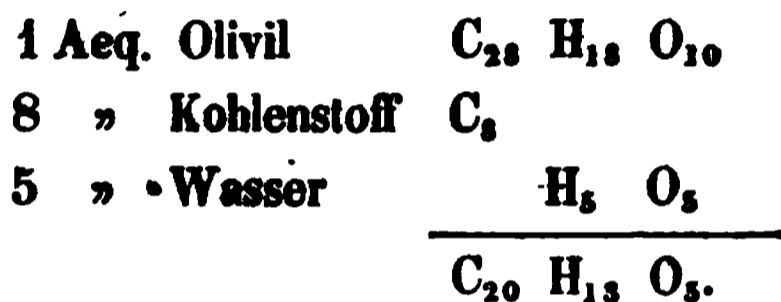 1 Aeq. Olivil C₂₈ H₁₈ O₁₀
8 „ Kohlenstoff C₈
5 „ Wasser H₅ O₅
C₂₀ H₁₃ O₅.